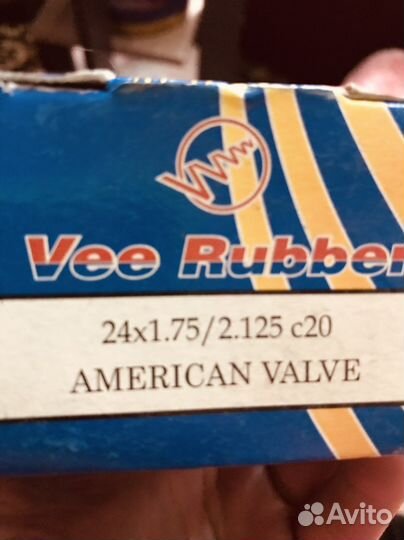 Vee Rubber
24x1.75/2.125 c20
AMERICAN VALVE
Avito